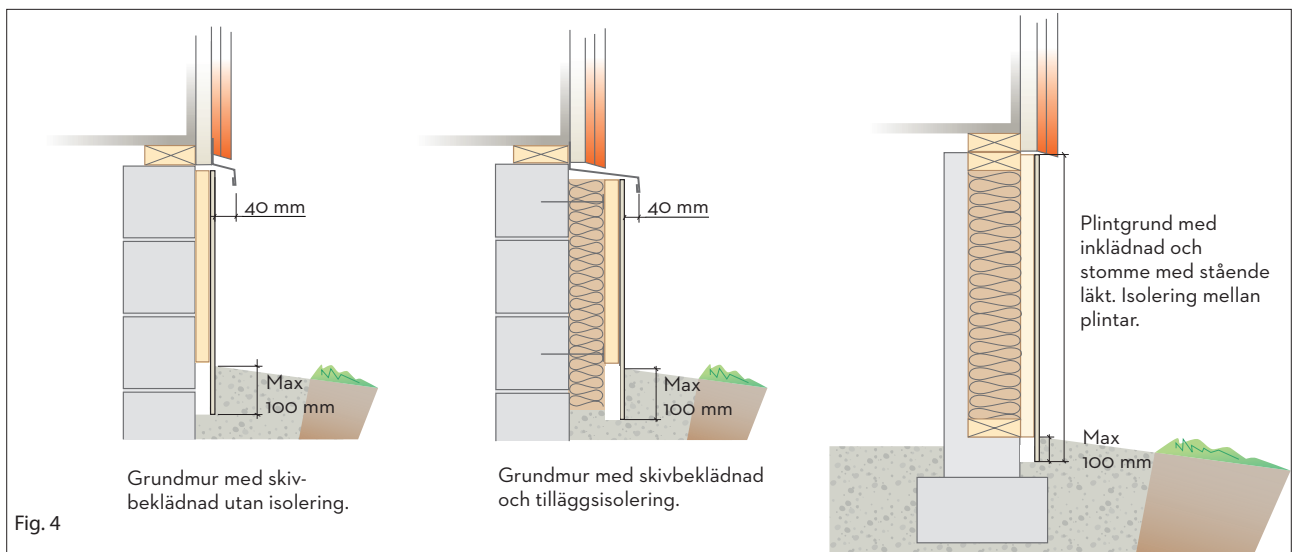 40 mm
Max
100 mm
Grundmur med skiv-
beklädnad utan isolering.
40 mm
Max
100 mm
Grundmur med skivbeklädnad
och tilläggsisolering.
Plintgrund med
inklädnad och
stomme med stående
läkt. Isolering mellan
plintar.
Max
100 mm
Fig. 4